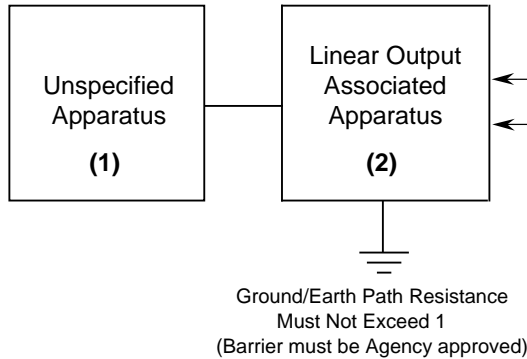 Unspecified
Apparatus
(1)
Linear Output
Associated
Apparatus
(2)
Ground/Earth Path Resistance
Must Not Exceed 1
(Barrier must be Agency approved)